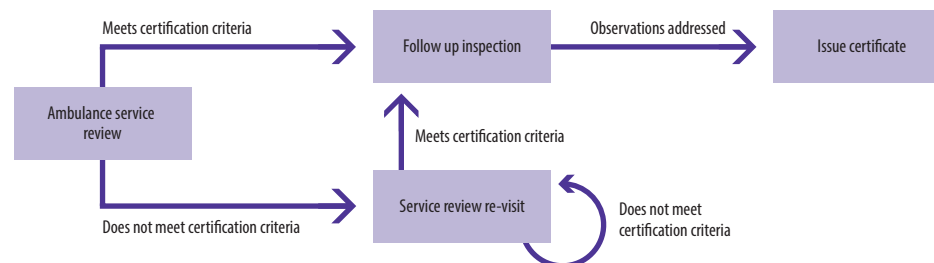 Meets certification criteria
Follow up inspection
Observations addressed
Issue certificate
Ambulance service
review
Meets certification criteria
Does not meet certification criteria
Service review re-visit
Does not meet
certification criteria